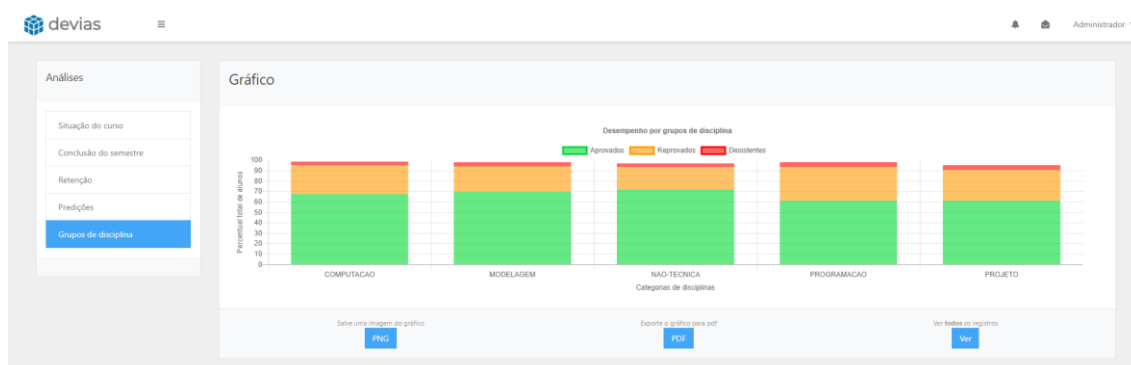 devias
Administrador
Análises
Situação do curso
Conclusão do semestre
Retenção
Predições
Grupos de disciplina
Gráfico
Desempenho por grupos de disciplina
Aprovados Reprovados Desistentes
Percentual total de alunos
100
90
80
70
60
50
40
30
20
10
0
COMPUTACAO MODELAGEM NAO-TECNICA PROGRAMACAO PROJETO
Categorias de disciplinas
Salve uma imagem do gráfico
PNG
Exporte o gráfico para pdf
PDF
Ver todos os registros
Ver